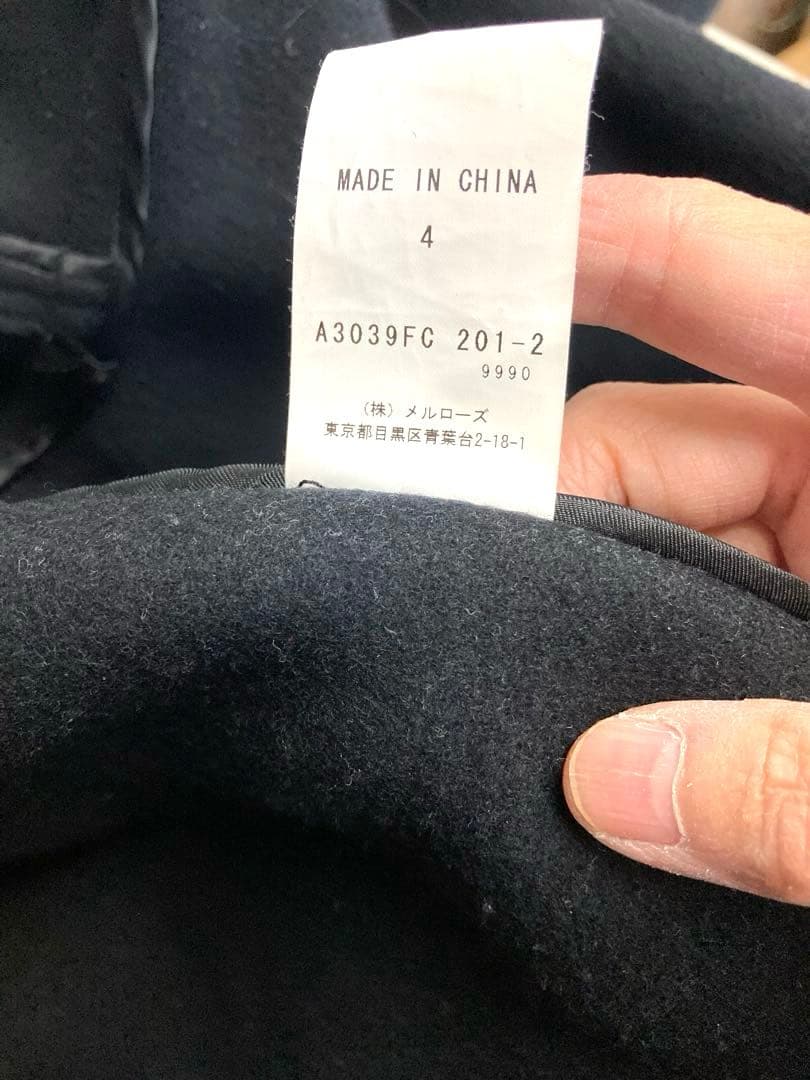 MADE IN CHINA
4
A3039FC 201-2
9990
(株)メルローズ
東京都目黒区青葉台2-18-1